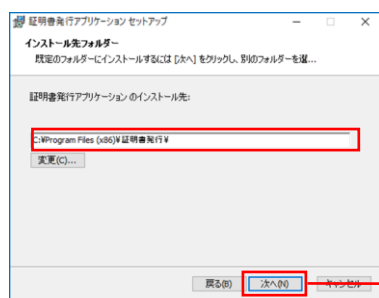 証明書発行アプリケーション セットアップ
インストール先フォルダー
既定のフォルダーにインストールするには [次へ] をクリックし、別のフォルダーを選...
証明書発行アプリケーション のインストール先:
C:¥Program Files (x86)¥証明書発行¥
変更(C)...
戻る(B) 次へ(N) キャンセル